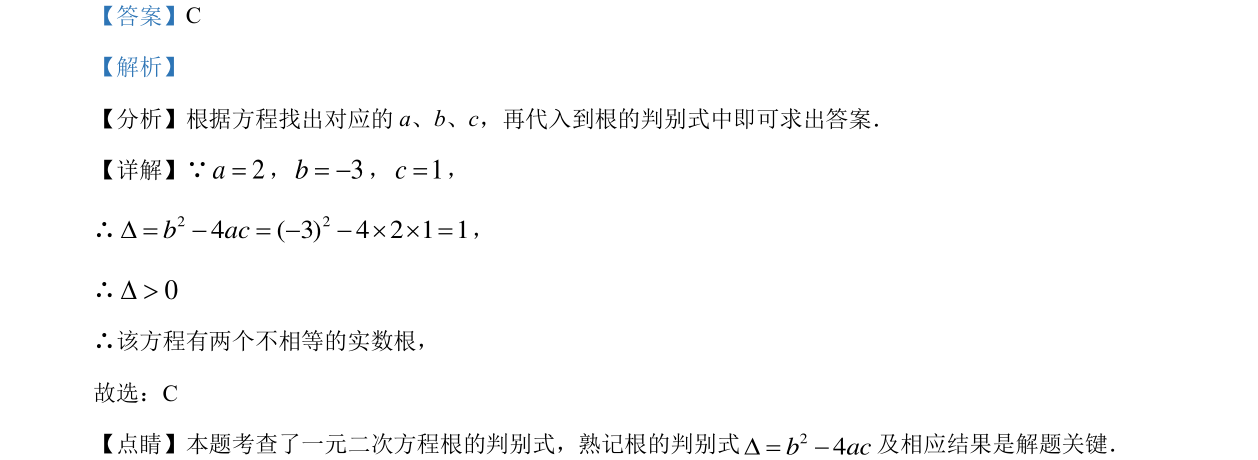 【答案】C
【解析】
【分析】根据方程找出对应的 a、b、c，再代入到根的判别式中即可求出答案．
【详解】∵ a = 2， b = −3， c = 1，
∴ Δ = b² − 4ac = (−3)² − 4×2×1 = 1，
∴ Δ > 0
∴该方程有两个不相等的实数根，
故选：C
【点睛】本题考查了一元二次方程根的判别式，熟记根的判别式 Δ = b² − 4ac 及相应结果是解题关键．